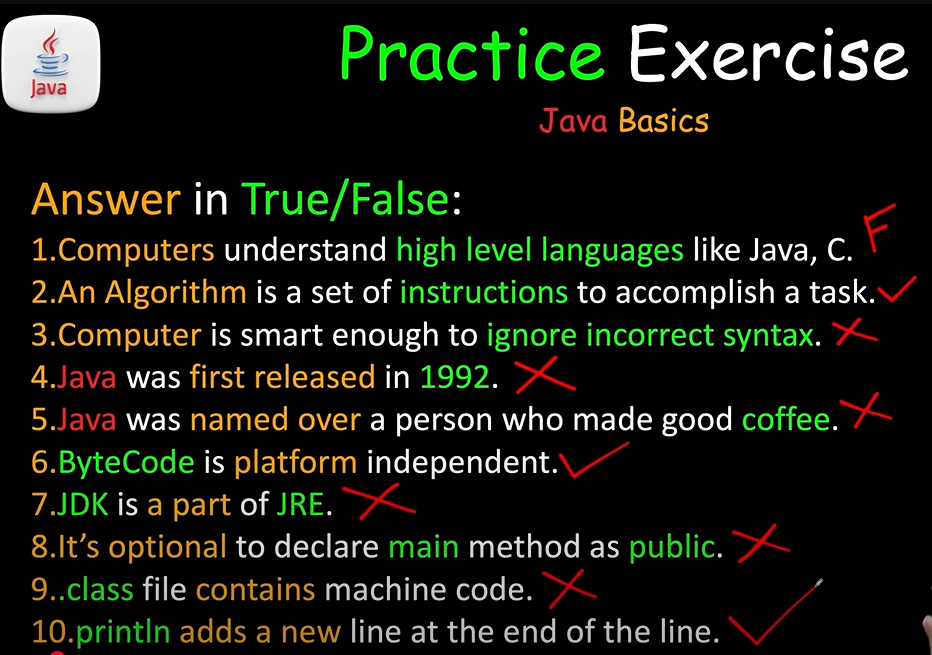 Java
Practice Exercise
Java Basics
Answer in True/False:
1.Computers understand high level languages like Java, C. F
2.An Algorithm is a set of instructions to accomplish a task.
3.Computer is smart enough to ignore incorrect syntax.
4.Java was first released in 1992.
5.Java was named over a person who made good coffee.
6.ByteCode is platform independent.
7.JDK is a part of JRE.
8.It’s optional to declare main method as public.
9..class file contains machine code.
10.println adds a new line at the end of the line.